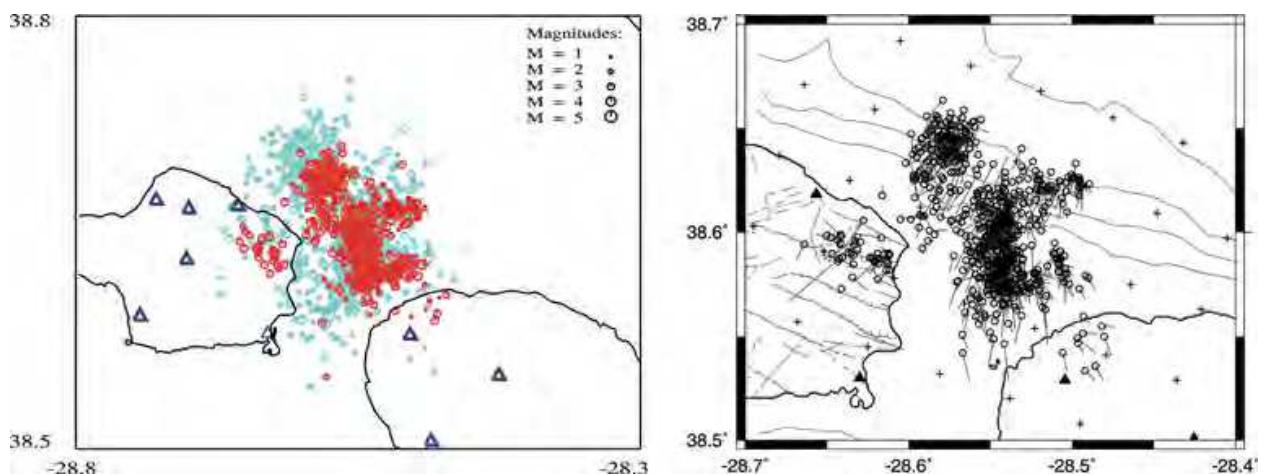 38.8
Magnitudes:
M = 1
M = 2
M = 3
M = 4
M = 5
38.5
-28.8
-28.3
38.7°
38.6°
38.5°
-28.7° -28.6° -28.5° -28.4°